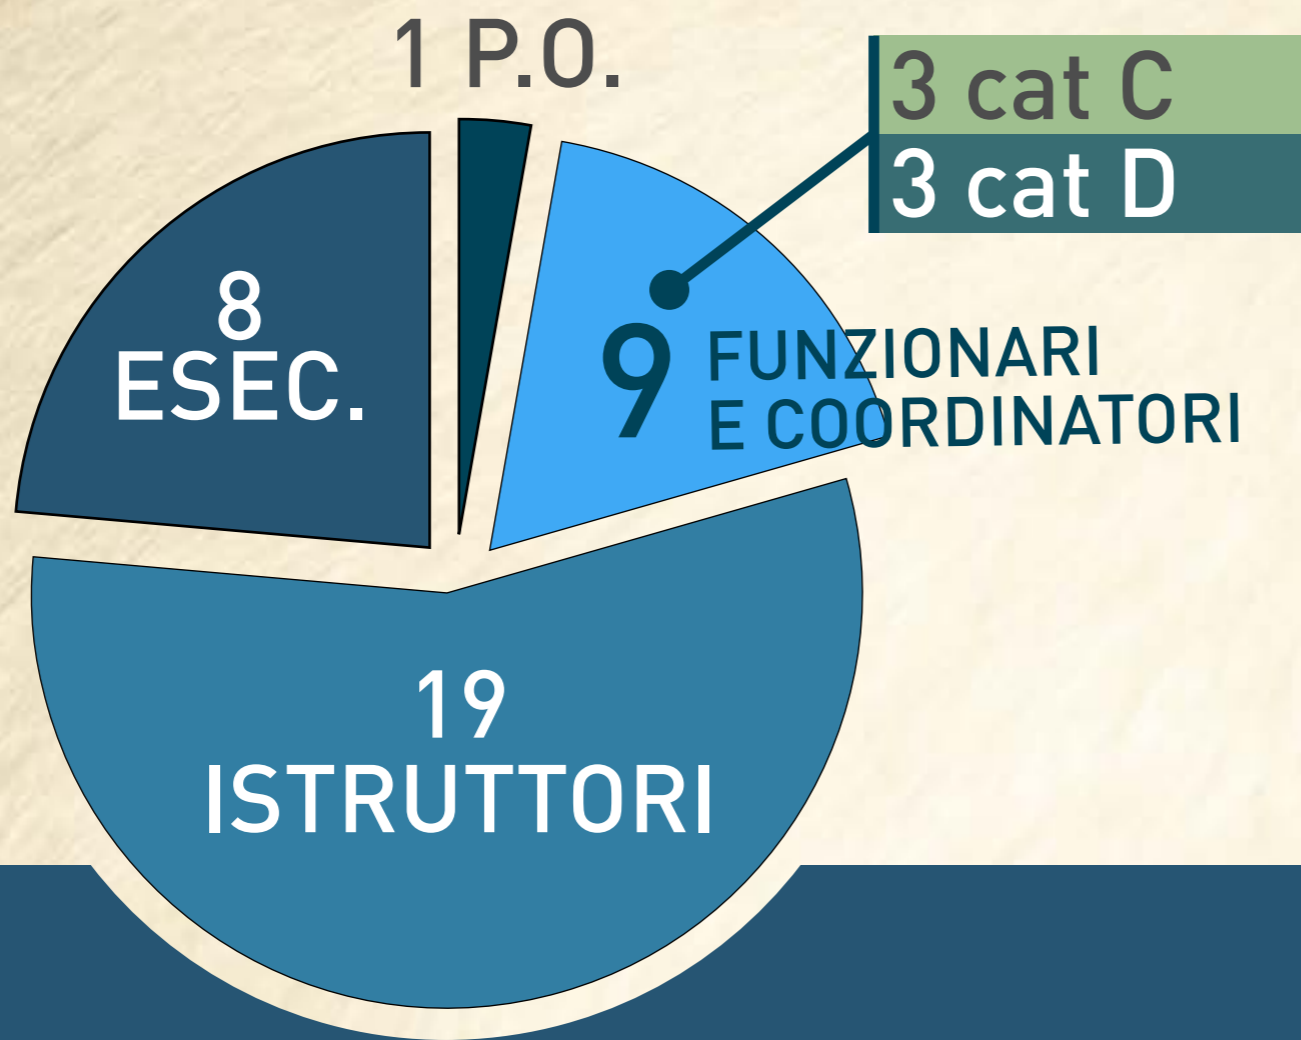 1 P.O.
3 cat C
3 cat D
8
ESEC.
9 FUNZIONARI
E COORDINATORI
19
ISTRUTTORI